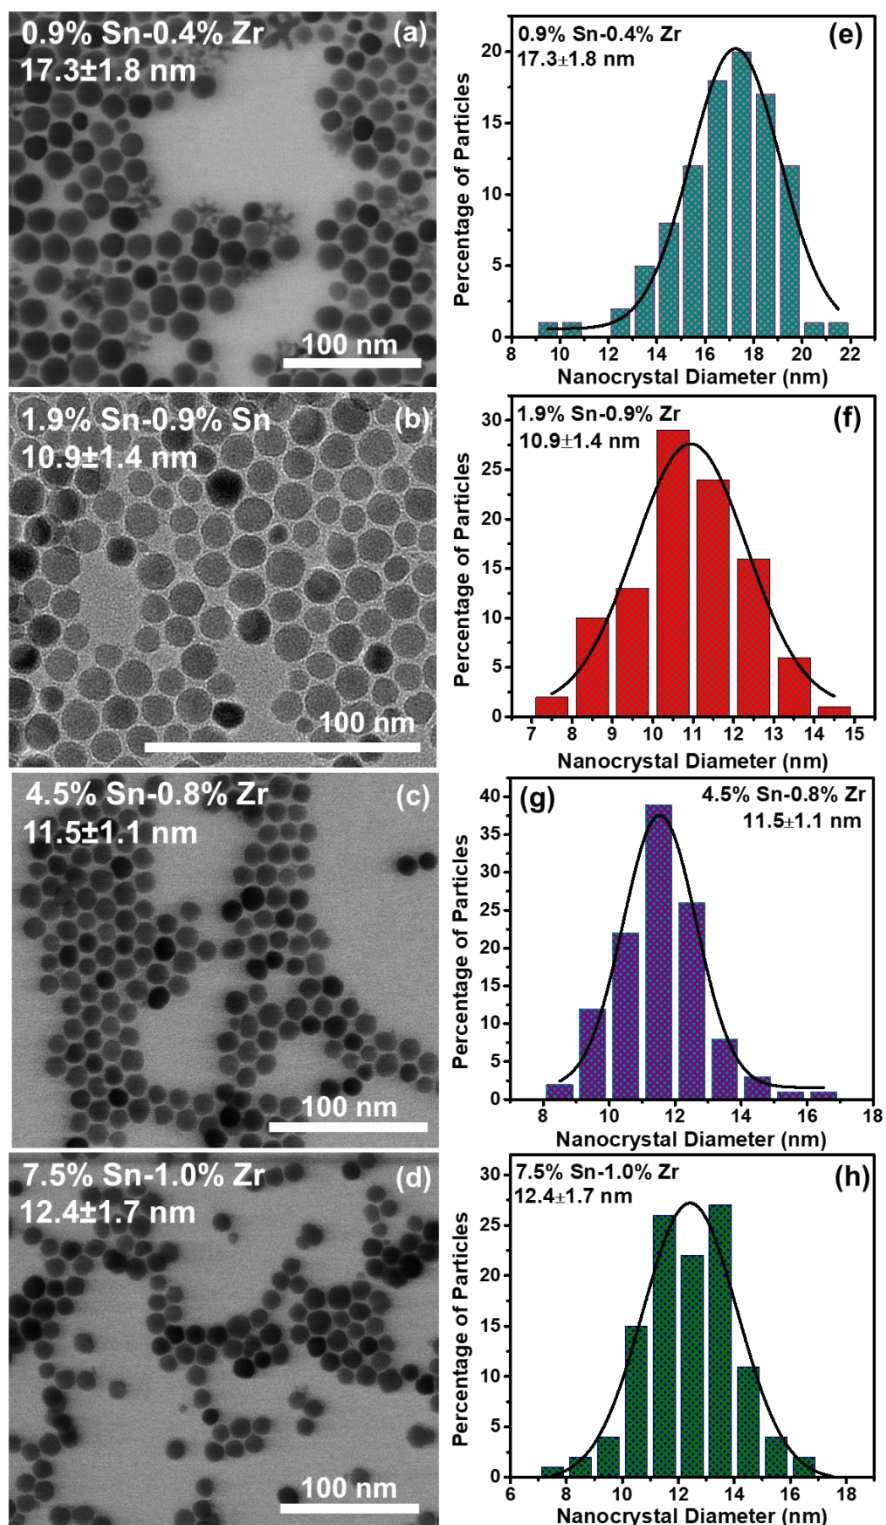 0.9% Sn-0.4% Zr
(a)
17.3±1.8 nm
100 nm
0.9% Sn-0.4% Zr
(e)
17.3±1.8 nm
20
15
10
5
0
8 10 12 14 16 18 20 22
Percentage of Particles
Nanocrystal Diameter (nm)
1.9% Sn-0.9% Sn
(b)
10.9±1.4 nm
100 nm
1.9% Sn-0.9% Zr
(f)
10.9±1.4 nm
30
25
20
15
10
5
0
7 8 9 10 11 12 13 14 15
Percentage of Particles
Nanocrystal Diameter (nm)
4.5% Sn-0.8% Zr
(c)
11.5±1.1 nm
100 nm
(g)
4.5% Sn-0.8% Zr
11.5±1.1 nm
40
35
30
25
20
15
10
5
0
8 10 12 14 16 18
Percentage of Particles
Nanocrystal Diameter (nm)
7.5% Sn-1.0% Zr
(d)
12.4±1.7 nm
100 nm
7.5% Sn-1.0% Zr
(h)
12.4±1.7 nm
30
25
20
15
10
5
0
6 8 10 12 14 16 18
Percentage of Particles
Nanocrystal Diameter (nm)